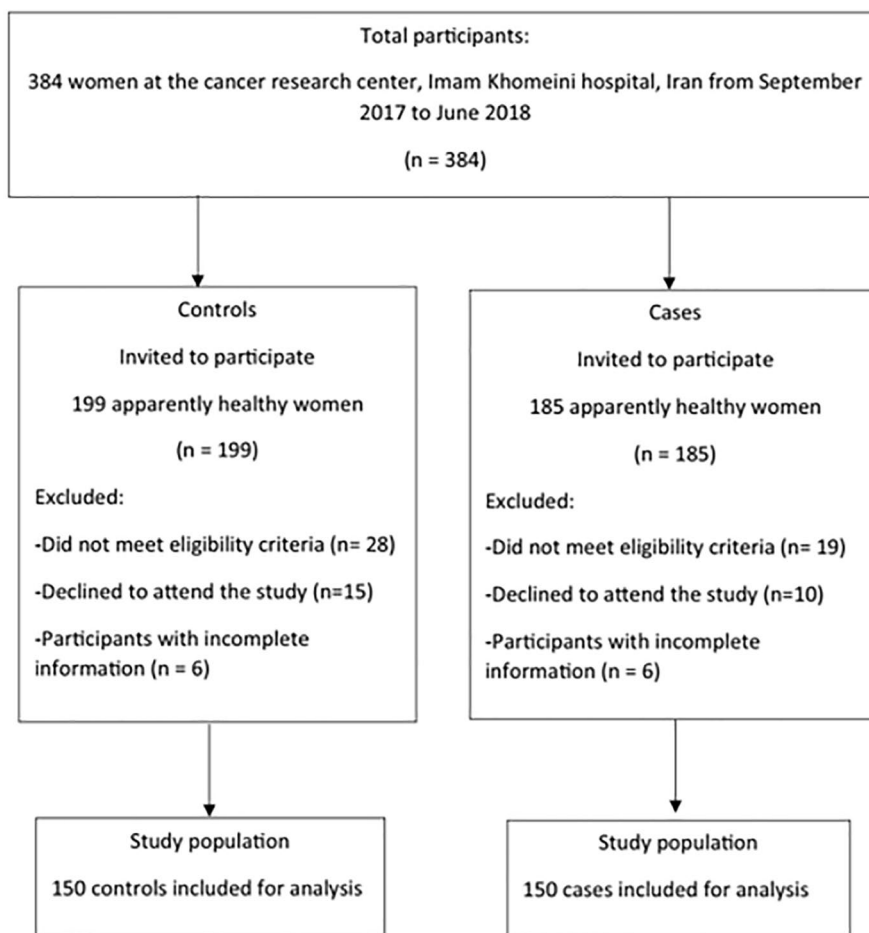 Total participants:
384 women at the cancer research center, Imam Khomeini hospital, Iran from September
2017 to June 2018
(n = 384)
Controls
Invited to participate
199 apparently healthy women
(n = 199)
Excluded:
-Did not meet eligibility criteria (n= 28)
-Declined to attend the study (n=15)
-Participants with incomplete
information (n = 6)
Cases
Invited to participate
185 apparently healthy women
(n = 185)
Excluded:
-Did not meet eligibility criteria (n= 19)
-Declined to attend the study (n=10)
-Participants with incomplete
information (n = 6)
Study population
150 controls included for analysis
Study population
150 cases included for analysis